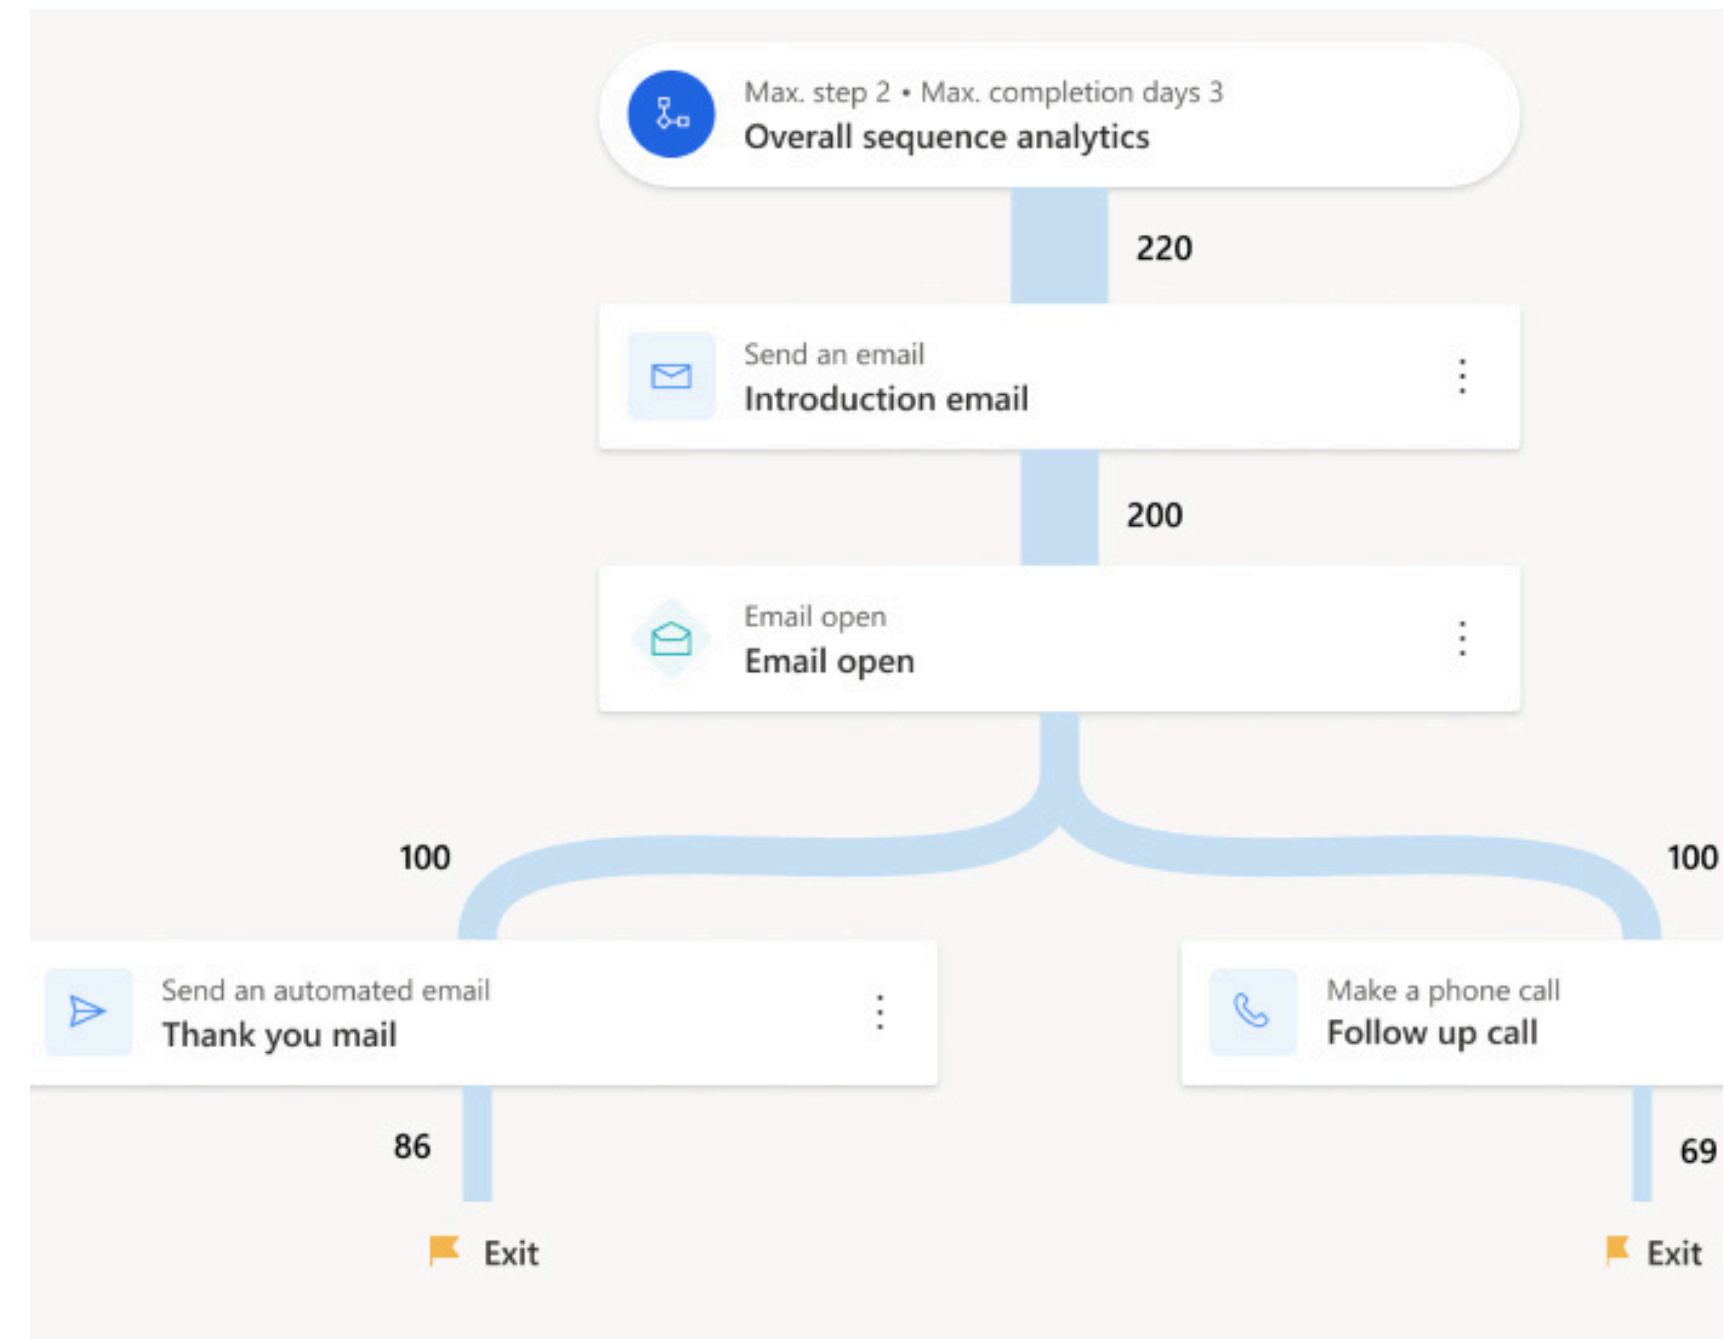 Max. step 2 • Max. completion days 3
Overall sequence analytics
220
Send an email
Introduction email
200
Email open
Email open
100
100
Send an automated email
Thank you mail
Make a phone call
Follow up call
86
69
Exit
Exit